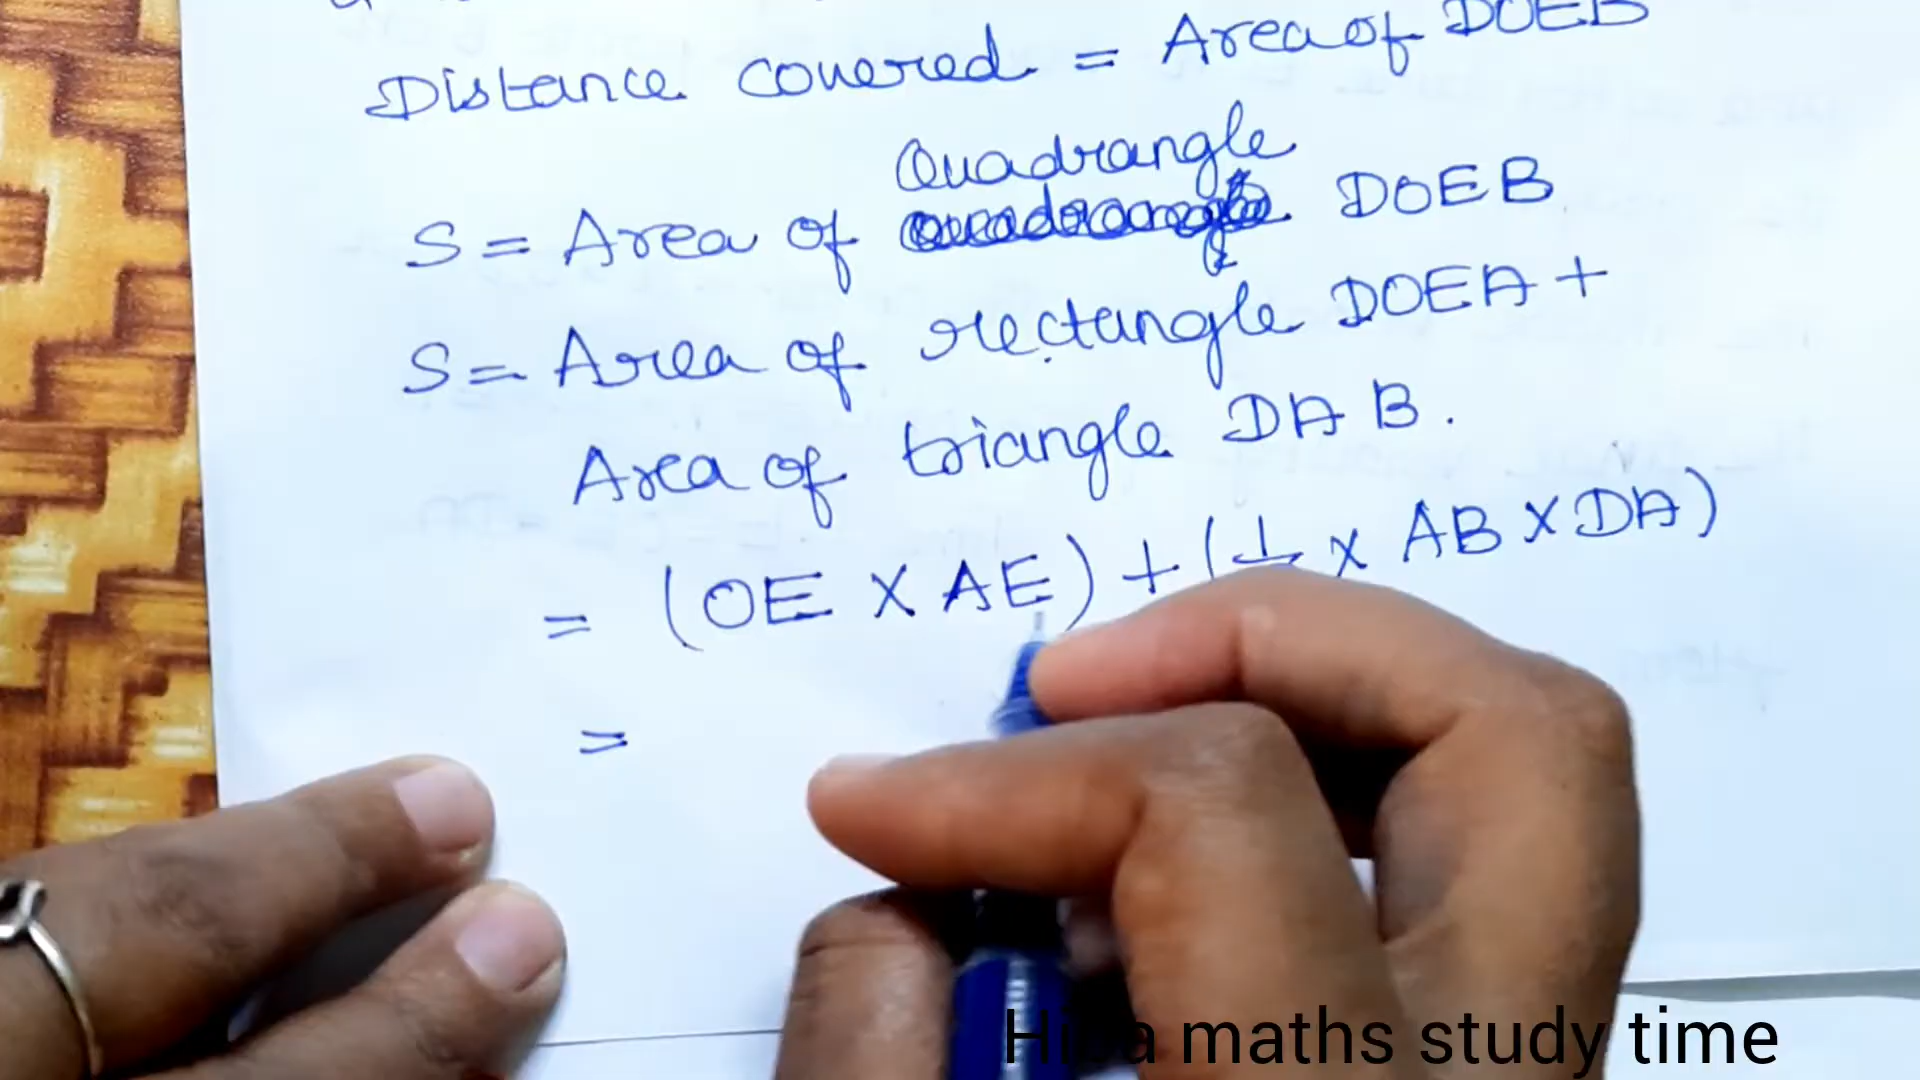 Distance covered = Area of DOEB
Quadrangle
S = Area of DOEB
S = Area of rectangle DOEA +
Area of triangle DAB.
= (OE X AE) + (1 X AB X DA)
=
maths study time